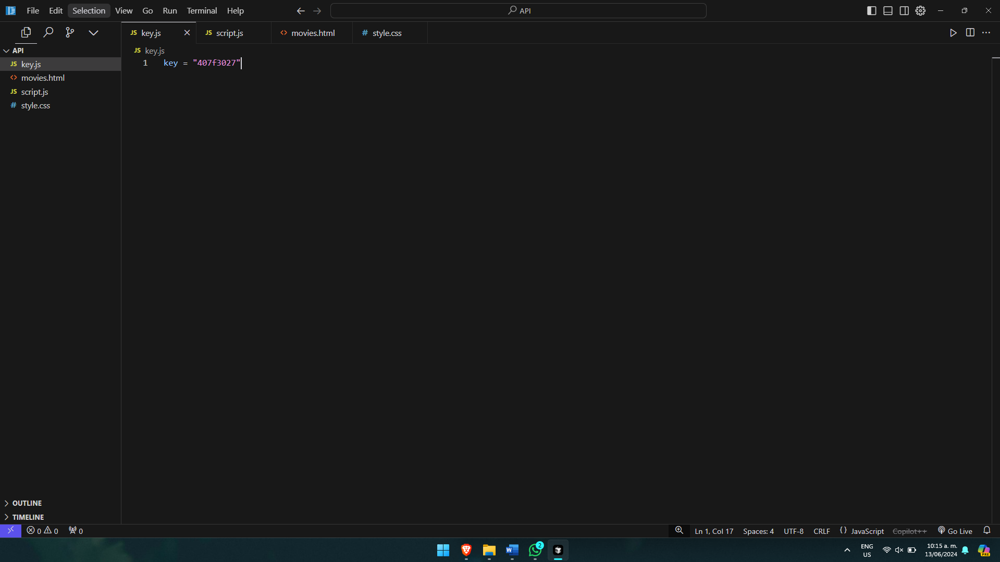 File Edit Selection View Go Run Terminal Help
API
JS key.js
JS script.js
<> movies.html
# style.css
API
JS key.js
<> movies.html
JS script.js
# style.css
JS key.js
1 key = "407f3027"
OUTLINE
TIMELINE
0 0 0
Ln 1, Col 17 Spaces: 4 UTF-8 CRLF {} JavaScript Copilot++ Go Live
W
2
PRE
ENG
US
10:15 a. m.
13/06/2024